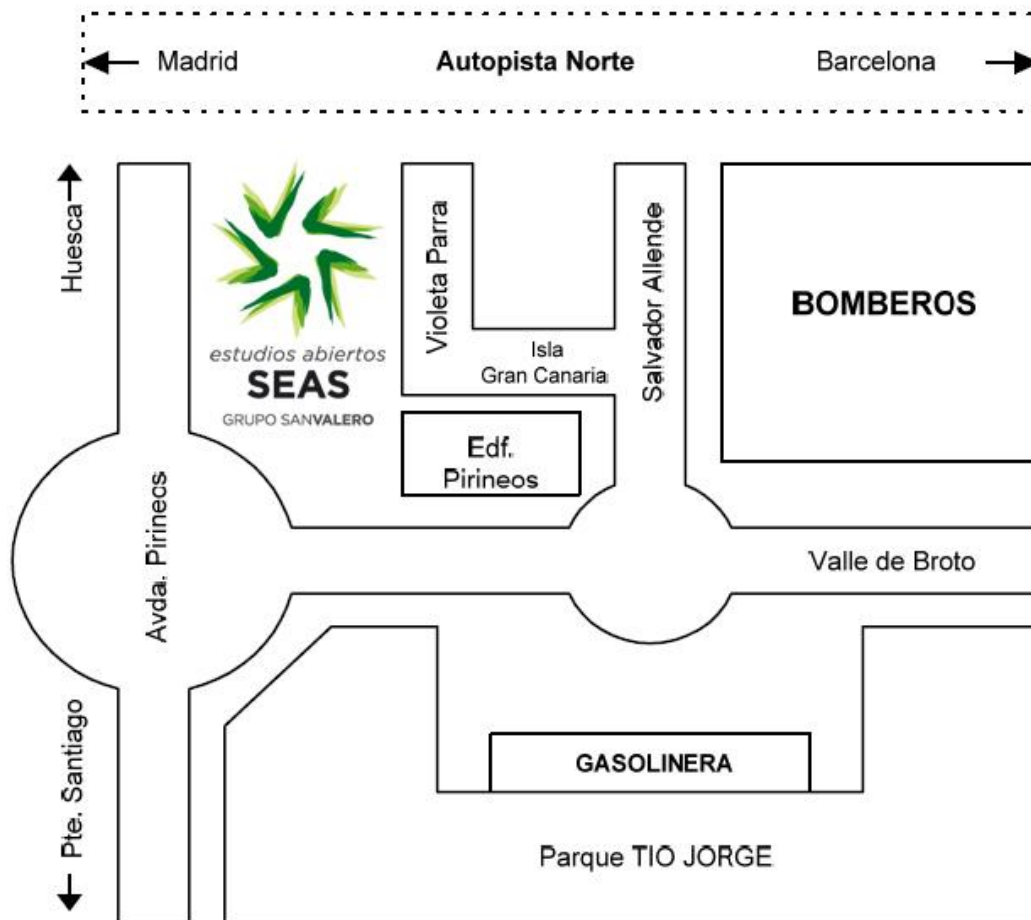 Madrid
Autopista Norte
Barcelona
Huesca
Violeta Parra
Salvador Allende
BOMBEROS
Isla
Gran Canaria
estudios abiertos
SEAS
GRUPO SANVALERO
Edf.
Pirineos
Avda. Pirineos
Valle de Broto
Pte. Santiago
GASOLINERA
Parque TIO JORGE